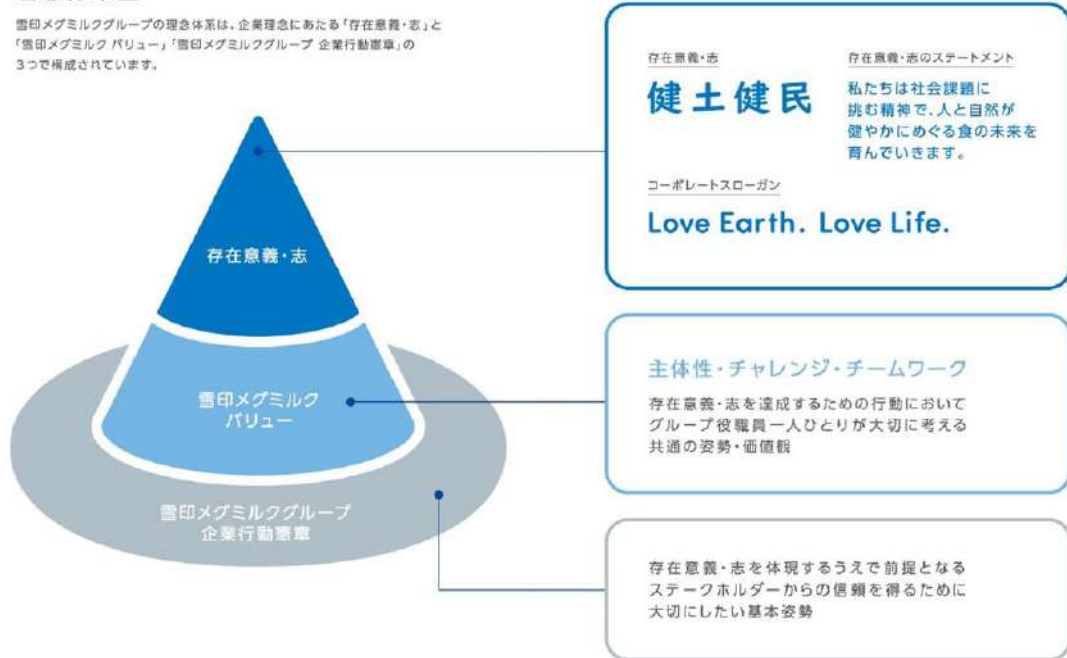 雪印メグミルクグループの理念体系は、企業理念にあたる「存在意義・志」と
「雪印メグミルク バリュー」「雪印メグミルクグループ 企業行動憲章」の
3つで構成されています。
存在意義・志
雪印メグミルク
バリュー
雪印メグミルクグループ
企業行動憲章
存在意義・志
健土健民
存在意義・志のステートメント
私たちは社会課題に
挑む精神で、人と自然が
健やかにめぐる食の未来を
育んでいきます。
コーポレートスローガン
Love Earth. Love Life.
主体性・チャレンジ・チームワーク
存在意義・志を達成するための行動において
グループ役職員一人ひとりが大切に考える
共通の姿勢・価値観
存在意義・志を体現するうえで前提となる
ステークホルダーからの信頼を得るために
大切にしたい基本姿勢